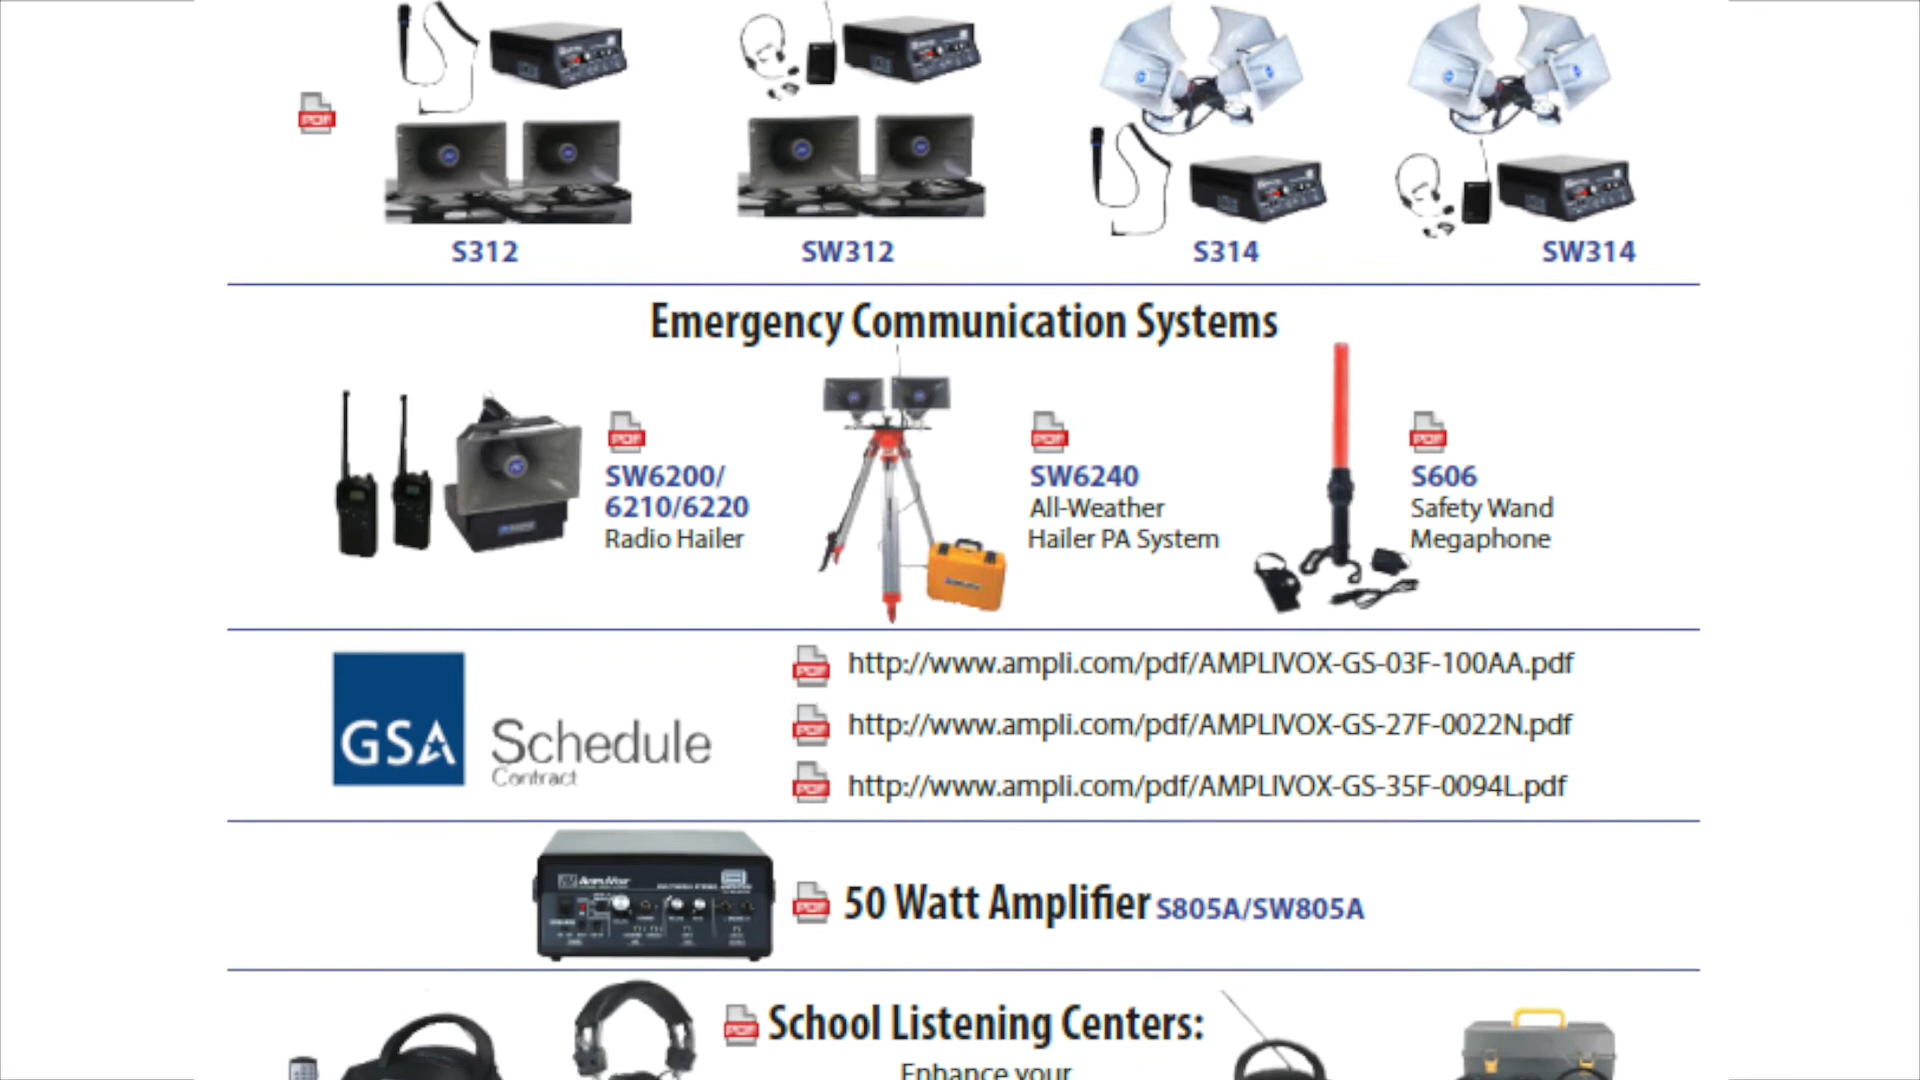 PDF
S312 SW312 S314 SW314
Emergency Communication Systems
PDF
SW6200/
6210/6220
Radio Hailer
PDF
SW6240
All-Weather
Hailer PA System
PDF
S606
Safety Wand
Megaphone
GSA Schedule
Contract
PDF http://www.ampli.com/pdf/AMPLIVOX-GS-03F-100AA.pdf
PDF http://www.ampli.com/pdf/AMPLIVOX-GS-27F-0022N.pdf
PDF http://www.ampli.com/pdf/AMPLIVOX-GS-35F-0094L.pdf
AmpliVox
PDF 50 Watt Amplifier S805A/SW805A
PDF School Listening Centers:
Enhance your